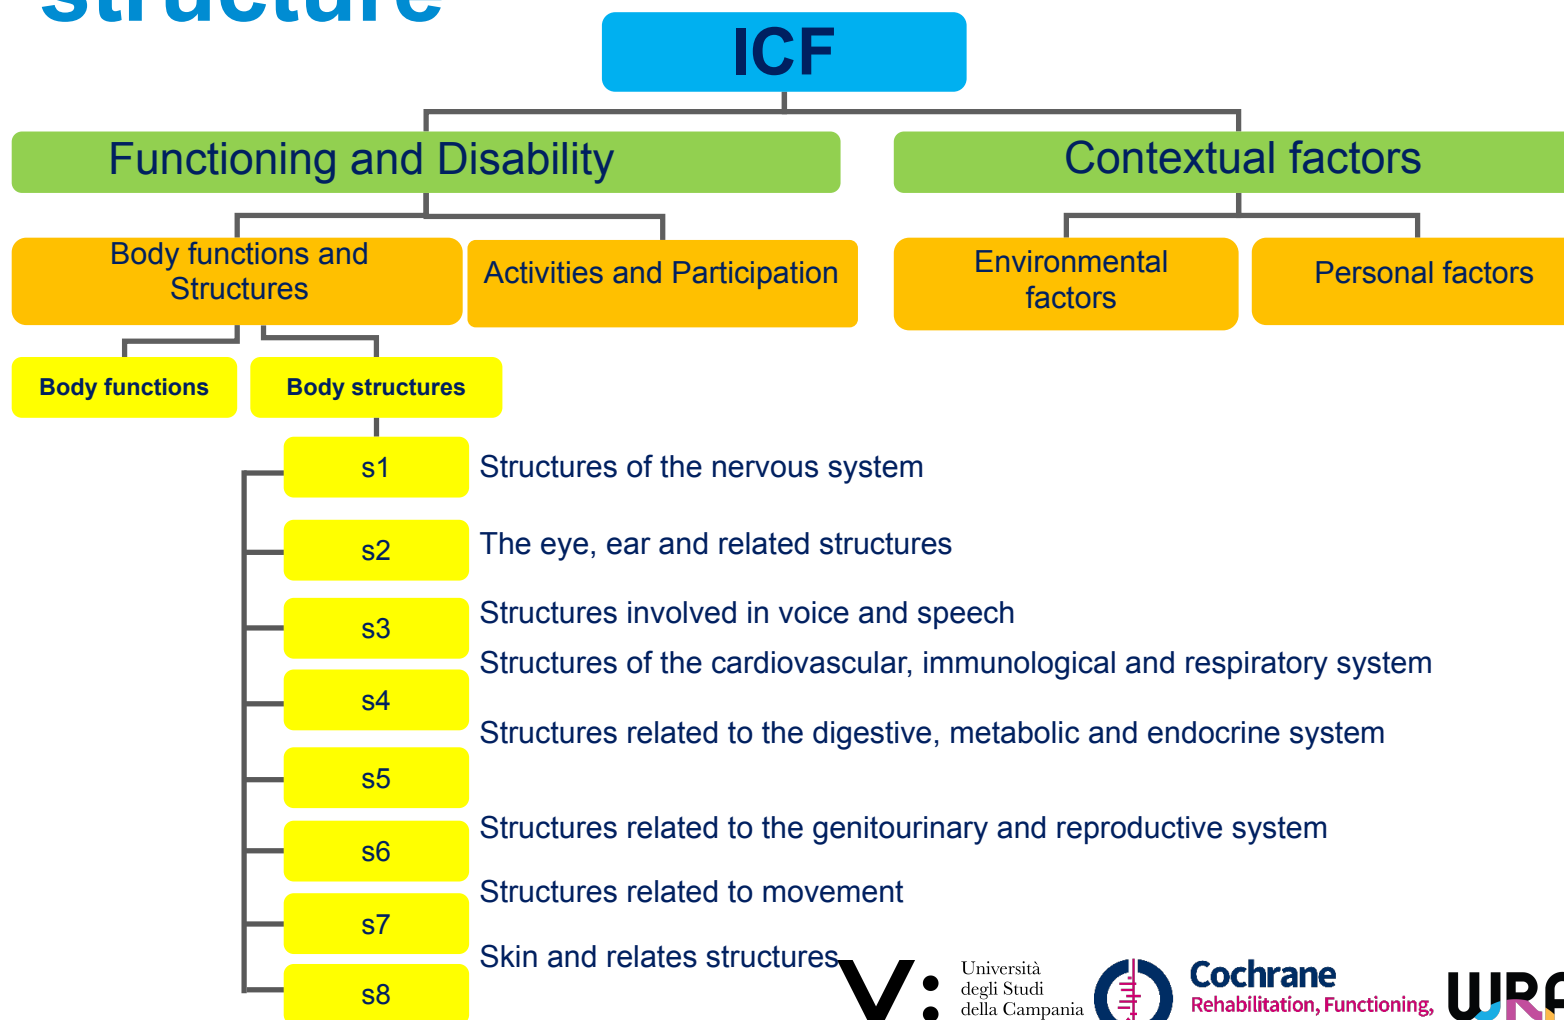 structure
ICF
Functioning and Disability
Contextual factors
Body functions and
Structures
Activities and Participation
Environmental
factors
Personal factors
Body functions
Body structures
s1
Structures of the nervous system
s2
The eye, ear and related structures
s3
Structures involved in voice and speech
Structures of the cardiovascular, immunological and respiratory system
s4
Structures related to the digestive, metabolic and endocrine system
s5
Structures related to the genitourinary and reproductive system
s6
Structures related to movement
s7
Skin and relates structures
s8
V:
Università
degli Studi
della Campania
Cochrane
Rehabilitation, Functioning,